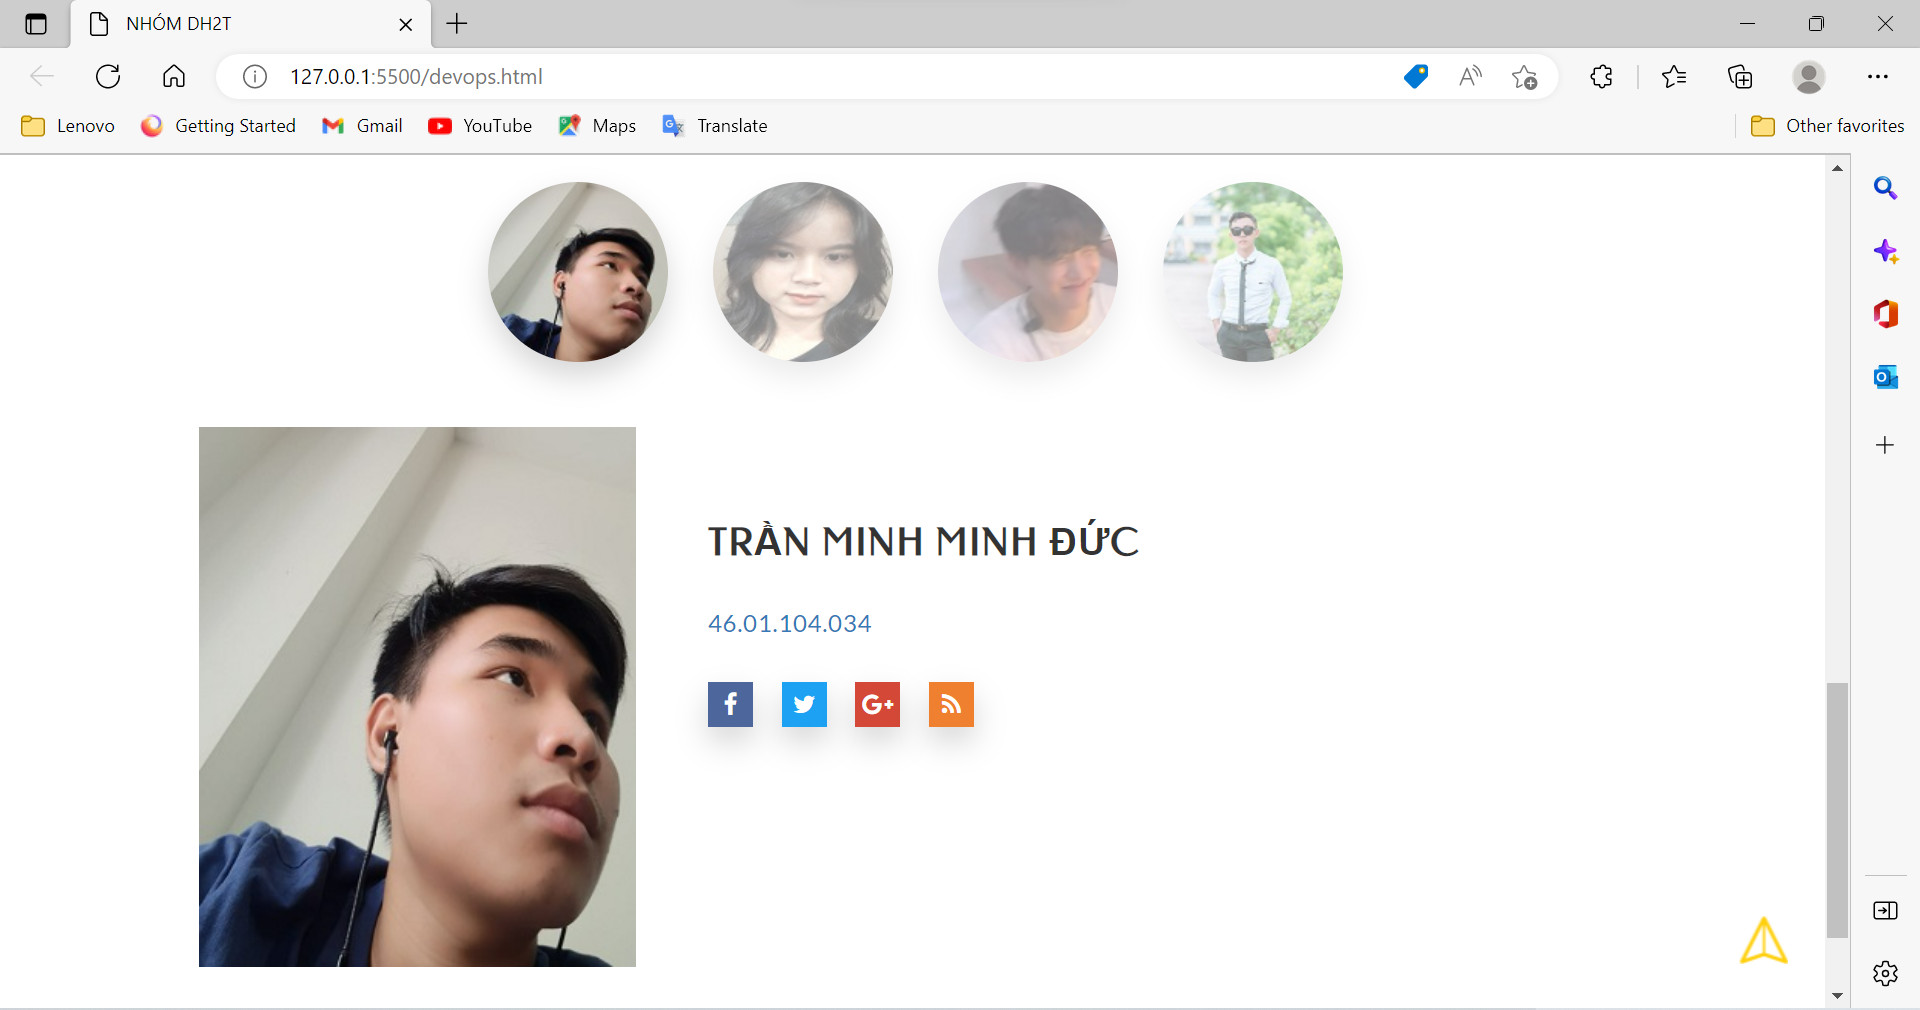 NHÓM DH2T
127.0.0.1:5500/devops.html
Lenovo
Getting Started
Gmail
YouTube
Maps
Translate
Other favorites
TRẦN MINH MINH ĐỨC
46.01.104.034